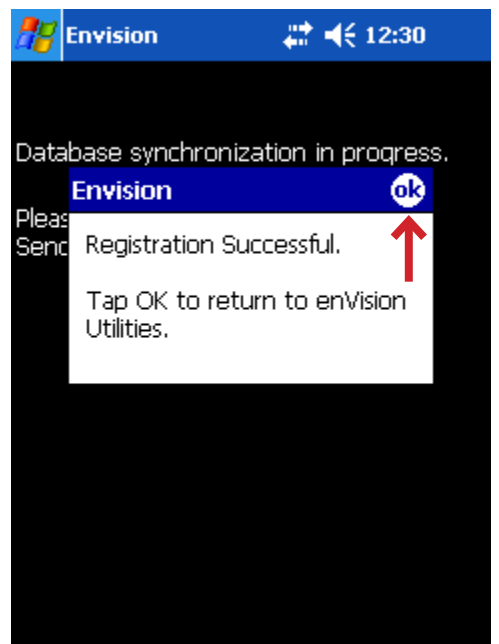 Envision 12:30
Database synchronization in progress.
Envision ok
Pleas
Send
Registration Successful.
Tap OK to return to enVision
Utilities.